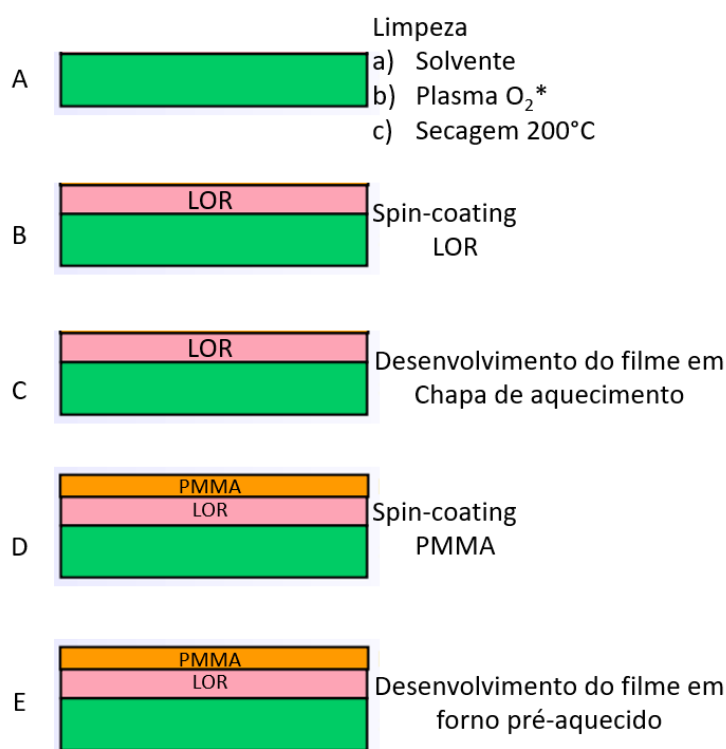 Limpeza
a) Solvente
A
b) Plasma O₂*
c) Secagem 200°C
LOR
B
Spin-coating
LOR
LOR
C
Desenvolvimento do filme em
Chapa de aquecimento
PMMA
LOR
D
Spin-coating
PMMA
PMMA
LOR
E
Desenvolvimento do filme em
forno pré-aquecido